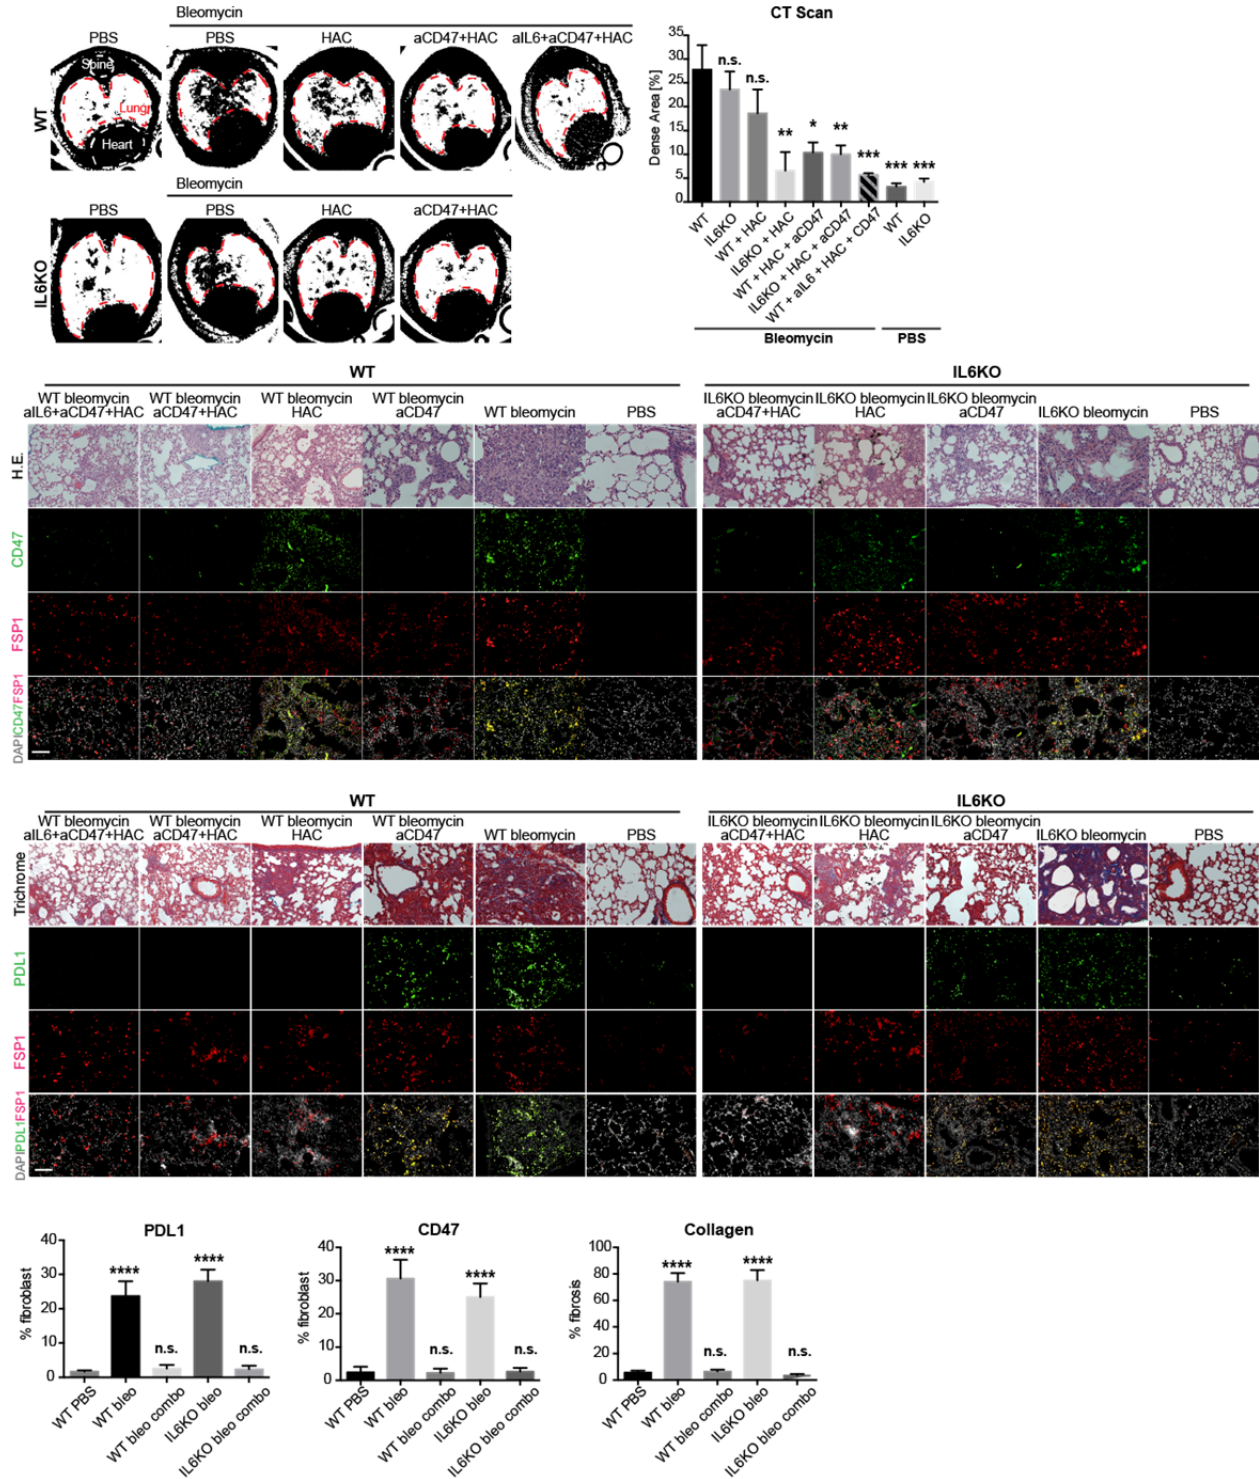 Bleomycin
PBS
PBS
HAC
aCD47+HAC
aIL6+aCD47+HAC
WT
Spine
Lung
Heart
Bleomycin
PBS
PBS
HAC
aCD47+HAC
IL6KO
CT Scan
Dense Area [%]
35
30
25
20
15
10
5
0
n.s.
n.s.
**
*
**
***
***
***
WT
IL6KO
WT + HAC
IL6KO + HAC
WT + HAC + aCD47
IL6KO + HAC + aCD47
WT + aIL6 + HAC + CD47
WT
IL6KO
Bleomycin
PBS
WT
IL6KO
WT bleomycin
aIL6+aCD47+HAC
WT bleomycin
aCD47+HAC
WT bleomycin
HAC
WT bleomycin
aCD47
WT bleomycin
PBS
IL6KO bleomycin
aCD47+HAC
IL6KO bleomycin
HAC
IL6KO bleomycin
aCD47
IL6KO bleomycin
PBS
H.E.
CD47
FSP1
DAPICD47FSP1
WT
IL6KO
WT bleomycin
aIL6+aCD47+HAC
WT bleomycin
aCD47+HAC
WT bleomycin
HAC
WT bleomycin
aCD47
WT bleomycin
PBS
IL6KO bleomycin
aCD47+HAC
IL6KO bleomycin
HAC
IL6KO bleomycin
aCD47
IL6KO bleomycin
PBS
Trichrome
PDL1
FSP1
DAPIPDL1FSP1
PDL1
% fibroblast
40
30
20
10
0
****
n.s.
****
n.s.
WT PBS
WT bleo
WT bleo combo
IL6KO bleo
IL6KO bleo combo
CD47
% fibroblast
40
30
20
10
0
****
n.s.
****
n.s.
WT PBS
WT bleo
WT bleo combo
IL6KO bleo
IL6KO bleo combo
Collagen
% fibrosis
100
80
60
40
20
0
****
n.s.
****
n.s.
WT PBS
WT bleo
WT bleo combo
IL6KO bleo
IL6KO bleo combo